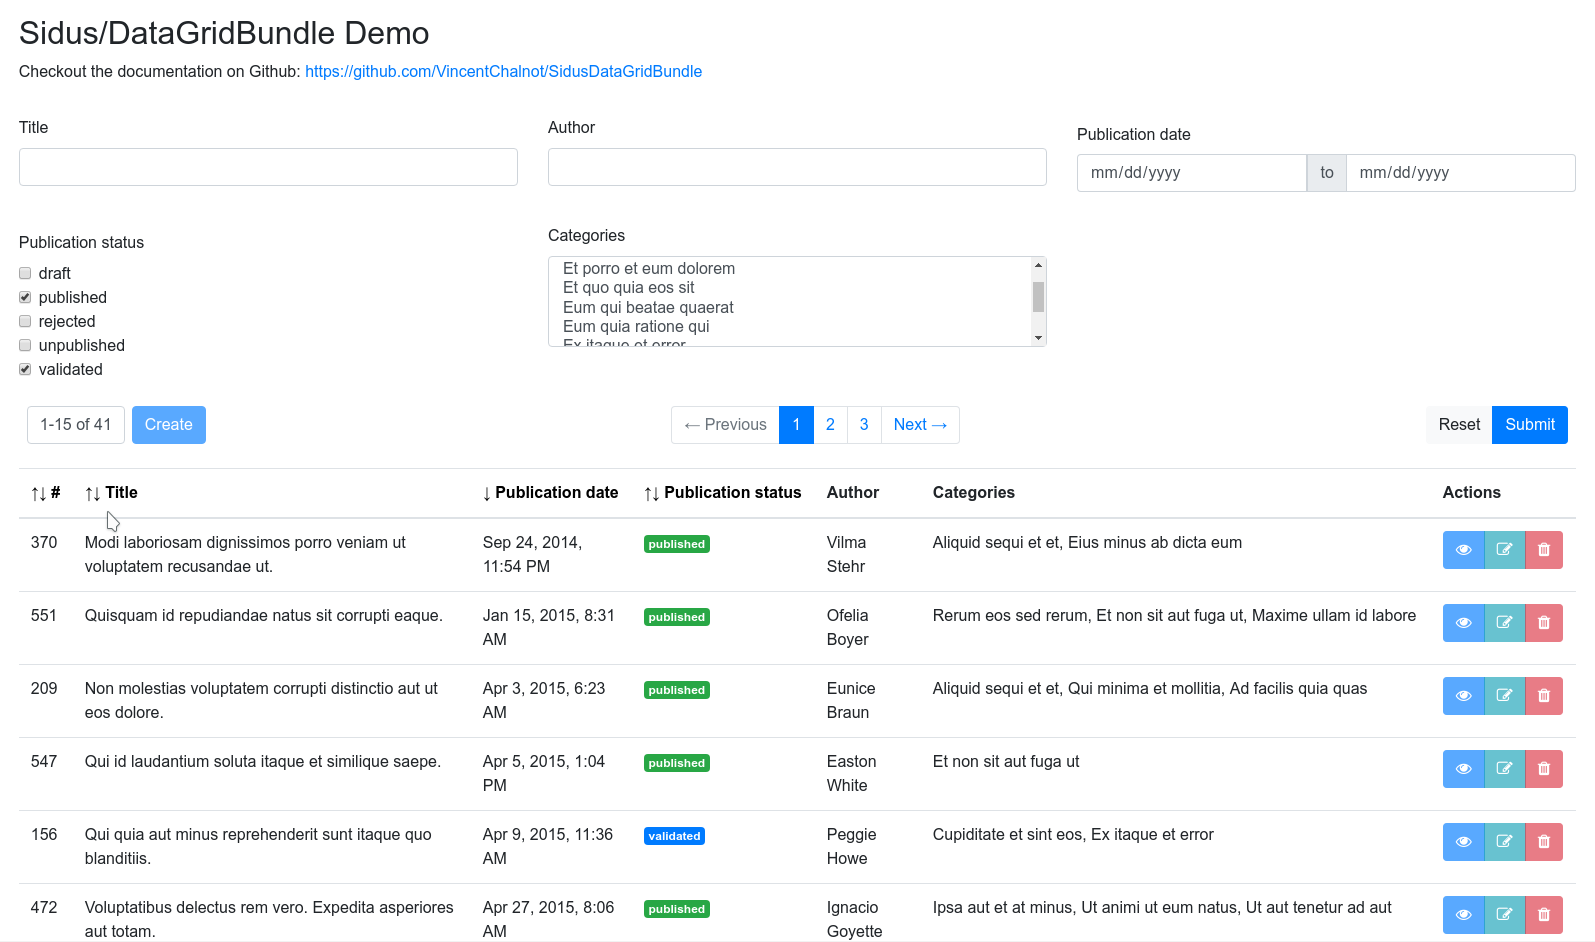 Sidus/DataGridBundle Demo
Checkout the documentation on Github: https://github.com/VincentChalnot/SidusDataGridBundle
Title
Author
Publication date
mm/dd/yyyy to mm/dd/yyyy
Publication status
draft
published
rejected
unpublished
validated
Categories
Et porro et eum dolorem
Et quo quia eos sit
Eum qui beatae quaerat
Eum quia ratione qui
Ex itaque et error
1-15 of 41 Create ← Previous 1 2 3 Next → Reset Submit
↑↓ # ↑↓ Title ↓ Publication date ↑↓ Publication status Author Categories Actions
370 Modi laboriosam dignissimos porro veniam ut Sep 24, 2014, published Vilma Aliquid sequi et et, Eius minus ab dicta eum
voluptatem recusandae ut. 11:54 PM Stehr
551 Quisquam id repudiandae natus sit corrupti eaque. Jan 15, 2015, 8:31 published Ofelia Rerum eos sed rerum, Et non sit aut fuga ut, Maxime ullam id labore
AM Boyer
209 Non molestias voluptatem corrupti distinctio aut ut Apr 3, 2015, 6:23 published Eunice Aliquid sequi et et, Qui minima et mollitia, Ad facilis quia quas
eos dolore. AM Braun
547 Qui id laudantium soluta itaque et similique saepe. Apr 5, 2015, 1:04 published Easton Et non sit aut fuga ut
PM White
156 Qui quia aut minus reprehenderit sunt itaque quo Apr 9, 2015, 11:36 validated Peggie Cupiditate et sint eos, Ex itaque et error
blanditiis. AM Howe
472 Voluptatibus delectus rem vero. Expedita asperiores Apr 27, 2015, 8:06 published Ignacio Ipsa aut et at minus, Ut animi ut eum natus, Ut aut tenetur ad aut
aut totam. AM Goyette